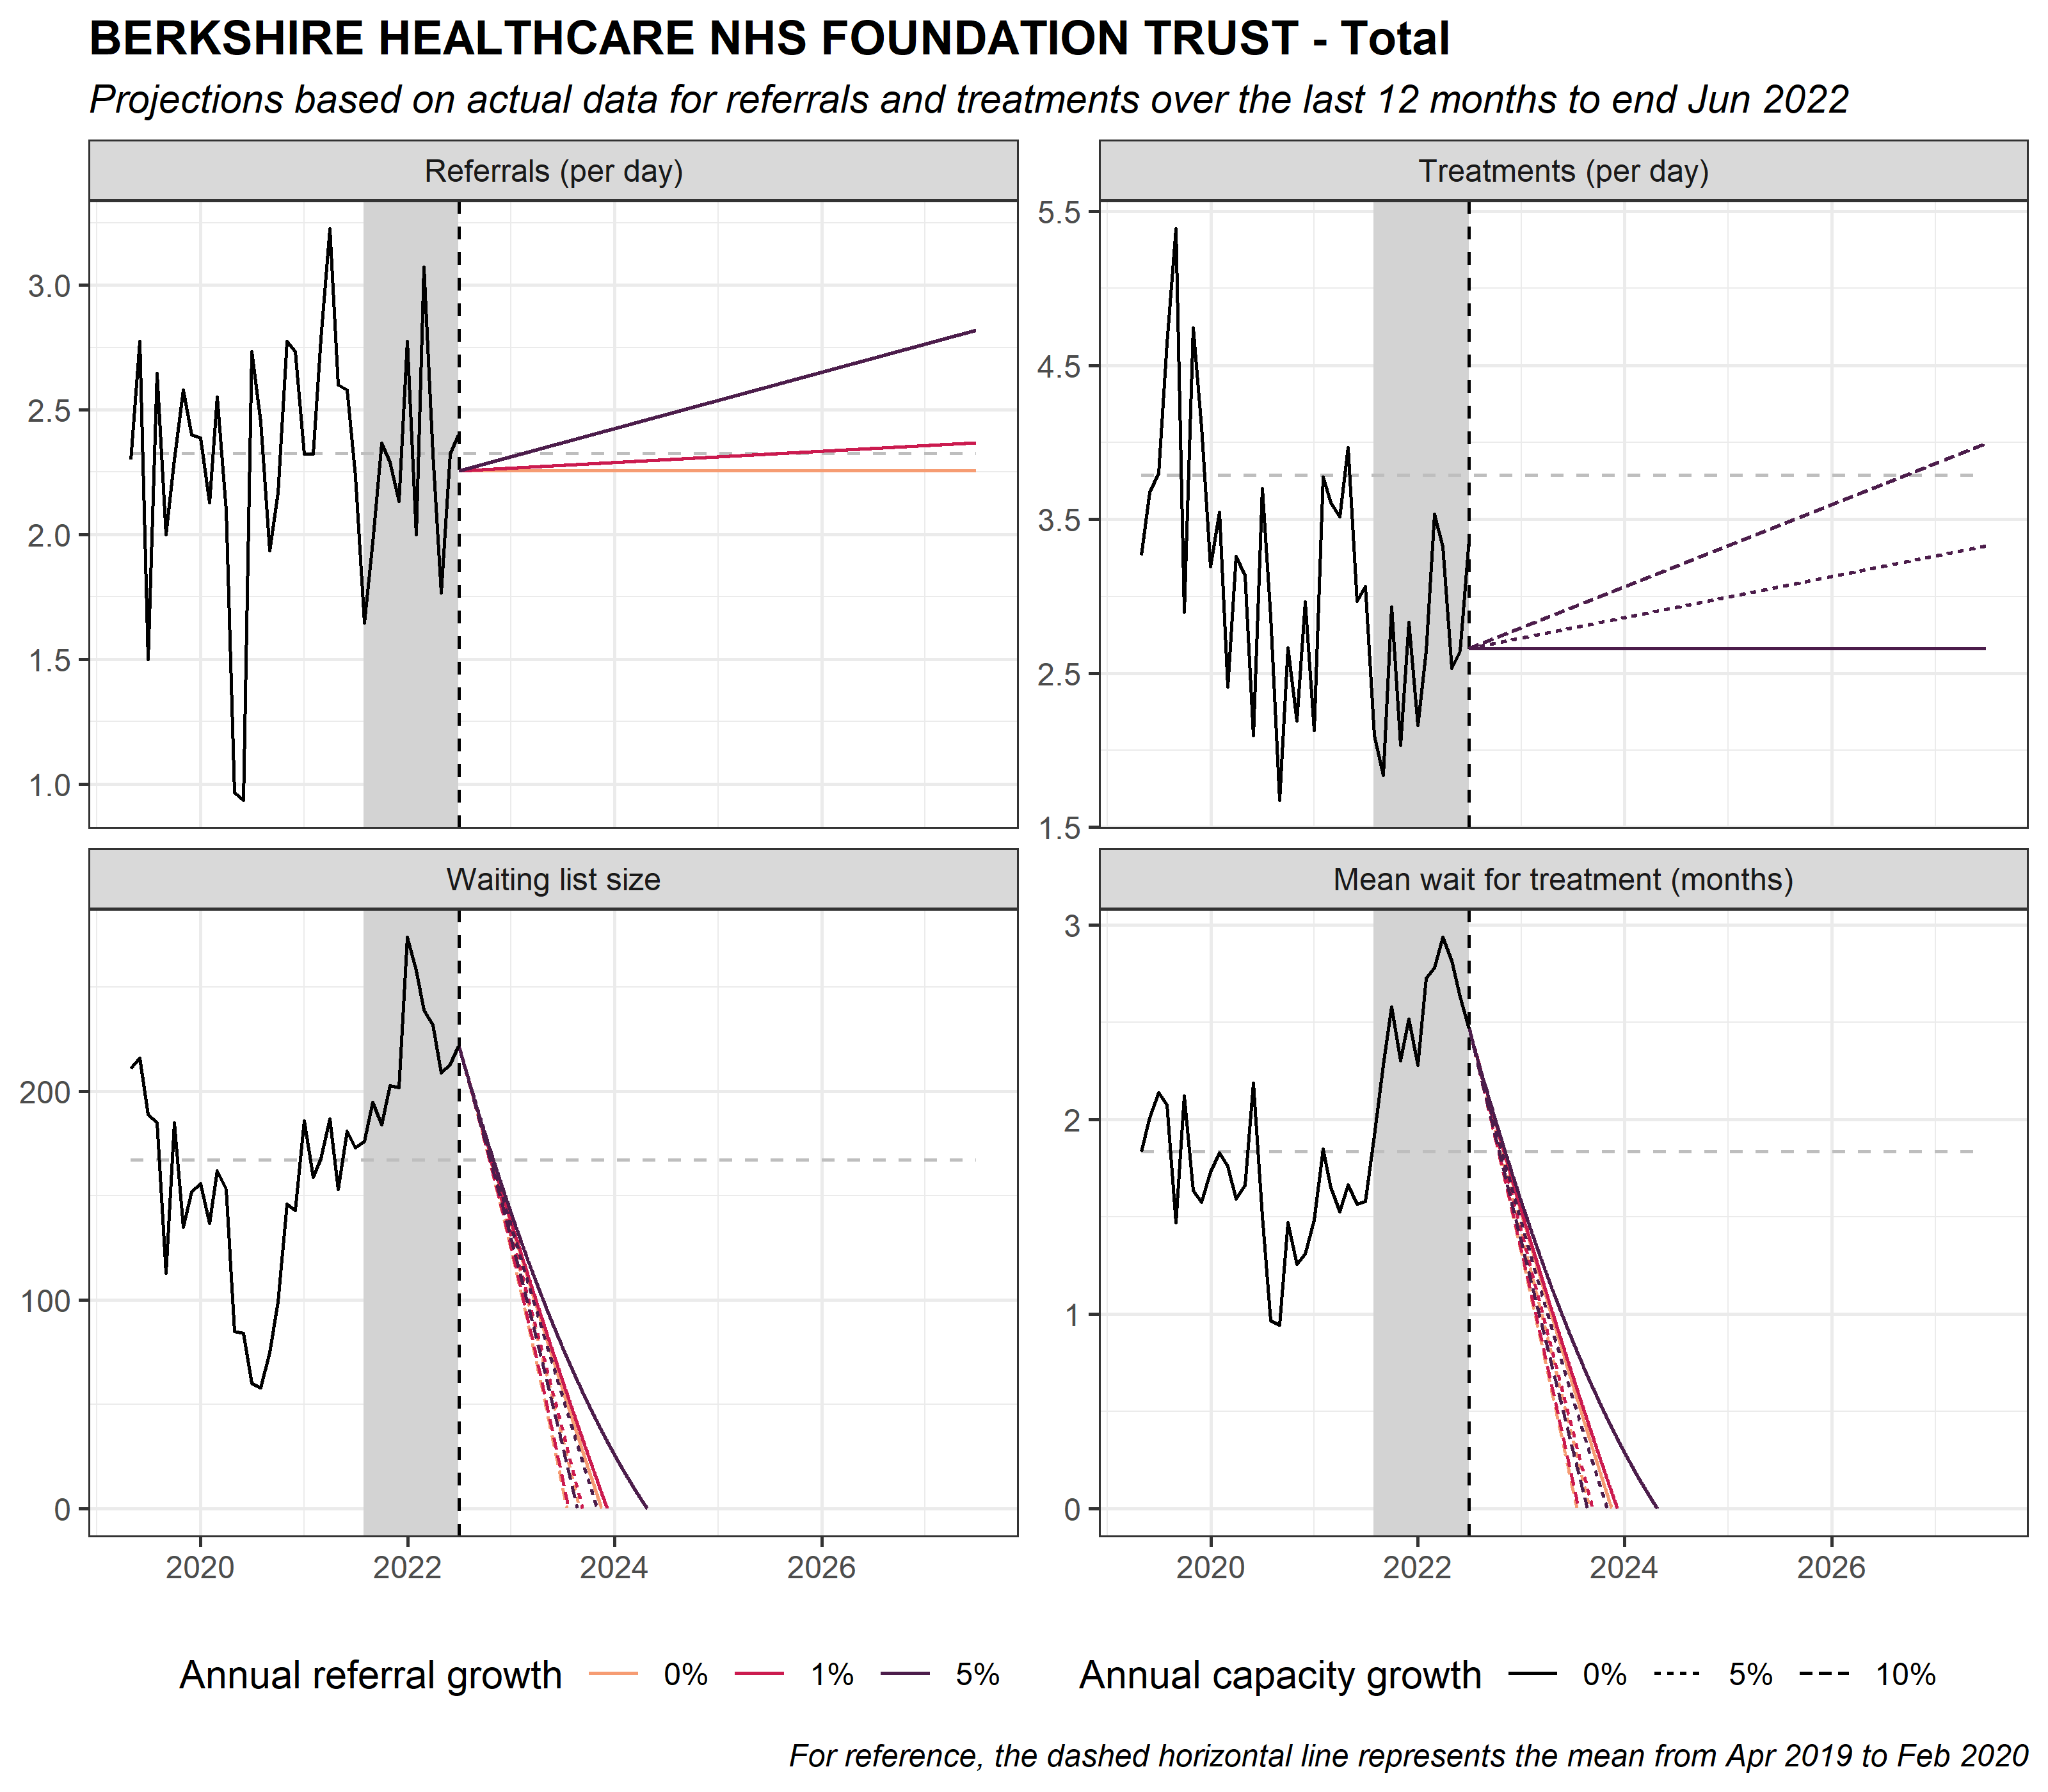 BERKSHIRE HEALTHCARE NHS FOUNDATION TRUST - Total
Projections based on actual data for referrals and treatments over the last 12 months to end Jun 2022
Referrals (per day)
3.0
2.5
2.0
1.5
1.0
Treatments (per day)
5.5
4.5
3.5
2.5
1.5
Waiting list size
200
100
0
2020 2022 2024 2026
Mean wait for treatment (months)
3
2
1
0
2020 2022 2024 2026
Annual referral growth 0% 1% 5%
Annual capacity growth 0% 5% 10%
For reference, the dashed horizontal line represents the mean from Apr 2019 to Feb 2020